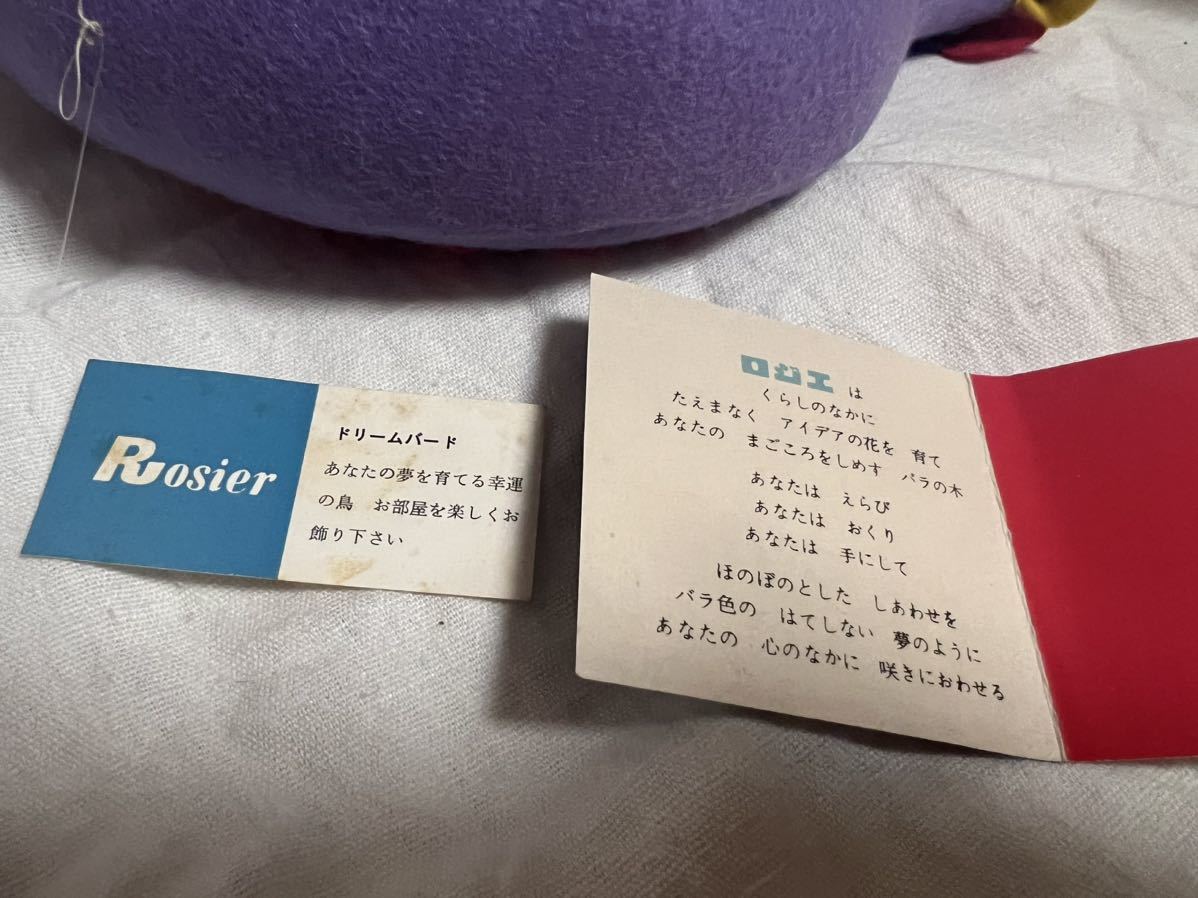 Rosier
ドリームバード
あなたの夢を育てる幸運
の鳥　お部屋を楽しくお
飾り下さい
ロジエ は
くらしのなかに
たえまなく　アイデアの花を　育て
あなたの　まごころをしめす　バラの木
あなたは　えらび
あなたは　おくり
あなたは　手にして
ほのぼのとした　しあわせを
バラ色の　はてしない　夢のように
あなたの　心のなかに　咲きにおわせる